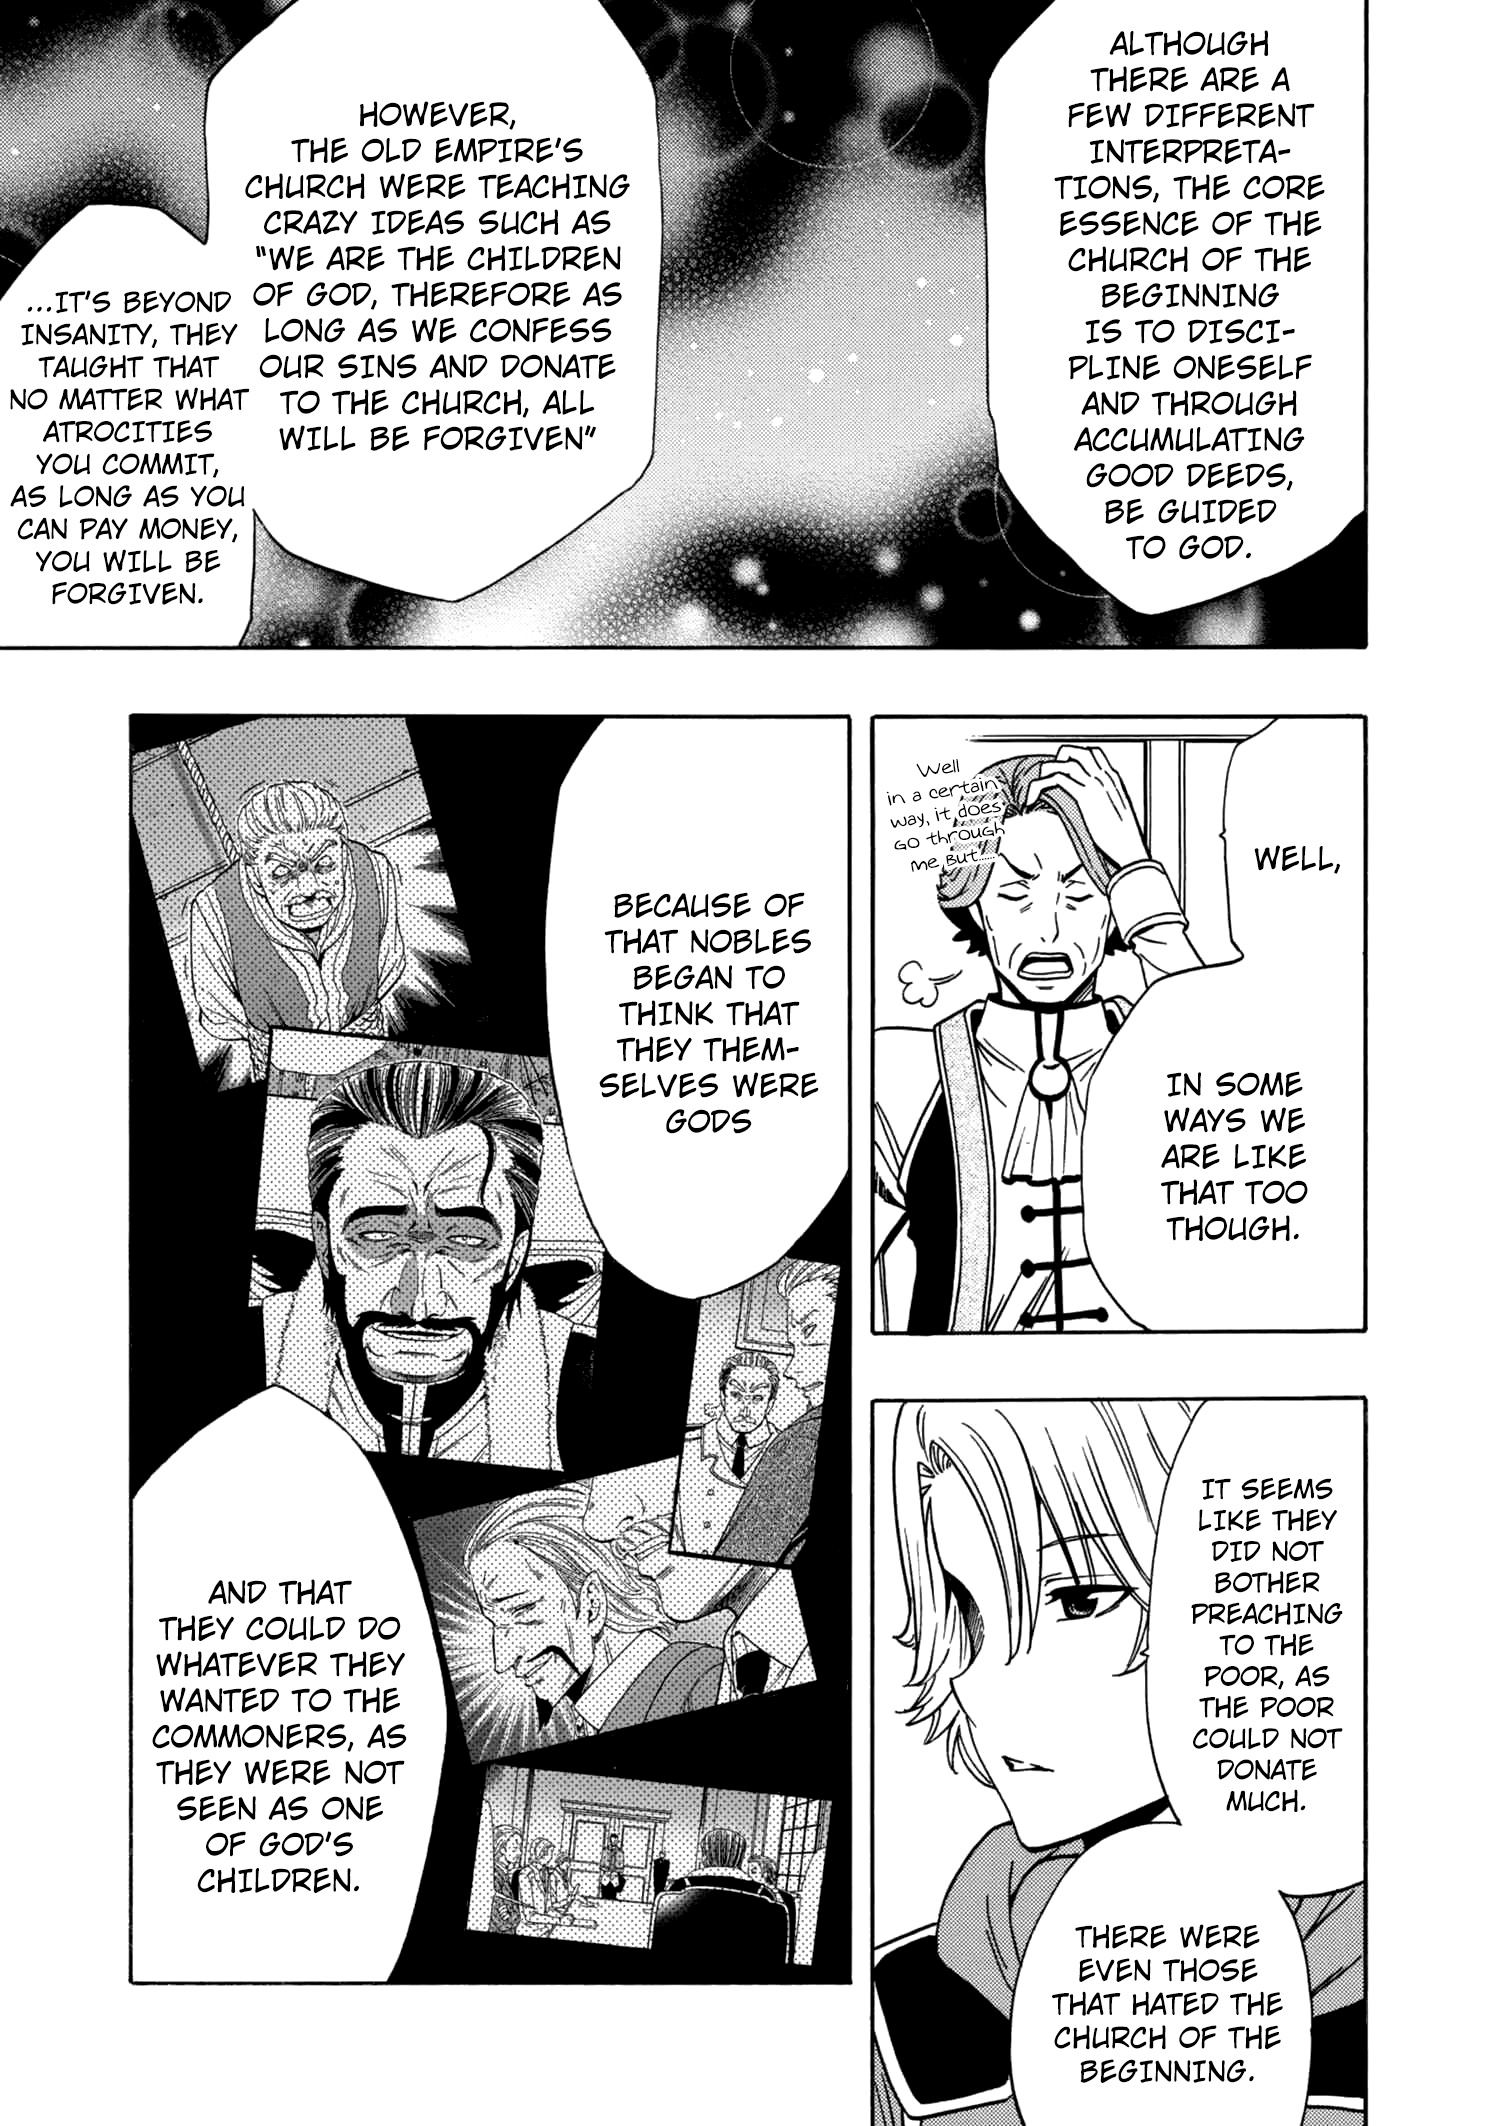 ALTHOUGH
THERE ARE A
FEW DIFFERENT
INTERPRETA-
TIONS, THE CORE
ESSENCE OF THE
CHURCH OF THE
BEGINNING
IS TO DISCI-
PLINE ONESELF
AND THROUGH
ACCUMULATING
GOOD DEEDS,
BE GUIDED
TO GOD.
HOWEVER,
THE OLD EMPIRE'S
CHURCH WERE TEACHING
CRAZY IDEAS SUCH AS
"WE ARE THE CHILDREN
OF GOD, THEREFORE AS
LONG AS WE CONFESS
OUR SINS AND DONATE
TO THE CHURCH, ALL
WILL BE FORGIVEN"
...IT'S BEYOND
INSANITY, THEY
TAUGHT THAT
NO MATTER WHAT
ATROCITIES
YOU COMMIT,
AS LONG AS YOU
CAN PAY MONEY,
YOU WILL BE
FORGIVEN.
WELL,
Well
in a certain
way, it does
go through
me but.....
IN SOME
WAYS WE
ARE LIKE
THAT TOO
THOUGH.
BECAUSE OF
THAT NOBLES
BEGAN TO
THINK THAT
THEY THEM-
SELVES WERE
GODS
AND THAT
THEY COULD DO
WHATEVER THEY
WANTED TO THE
COMMONERS, AS
THEY WERE NOT
SEEN AS ONE
OF GOD'S
CHILDREN.
IT SEEMS
LIKE THEY
DID NOT
BOTHER
PREACHING
TO THE
POOR, AS
THE POOR
COULD NOT
DONATE
MUCH.
THERE WERE
EVEN THOSE
THAT HATED THE
CHURCH OF THE
BEGINNING.